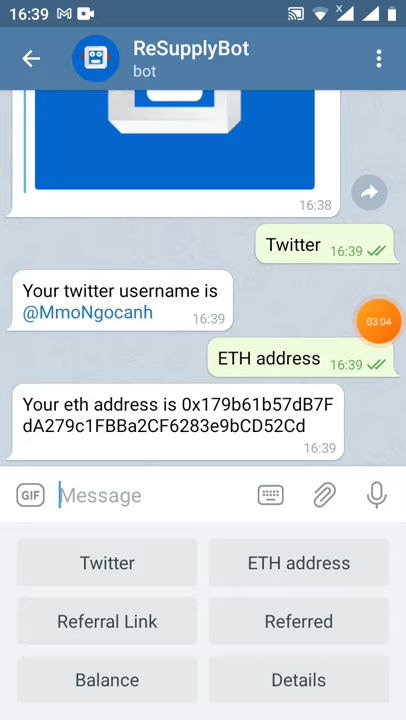 16:39
ReSupplyBot
bot
16:38
Twitter 16:39
Your twitter username is
@MmoNgocanh 16:39
03:04
ETH address 16:39
Your eth address is 0x179b61b57dB7F
dA279c1FBBa2CF6283e9bCD52Cd
16:39
GIF Message
Twitter ETH address
Referral Link Referred
Balance Details